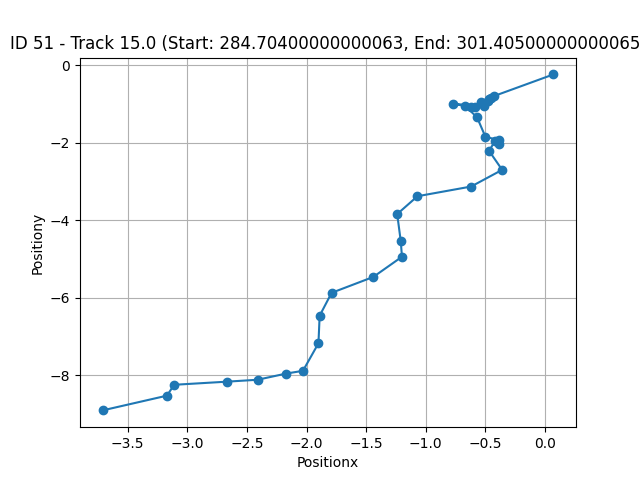 ID 51 - Track 15.0 (Start: 284.70400000000063, End: 301.40500000000065
Positiony
0
−2
−4
−6
−8
−3.5 −3.0 −2.5 −2.0 −1.5 −1.0 −0.5 0.0
Positionx